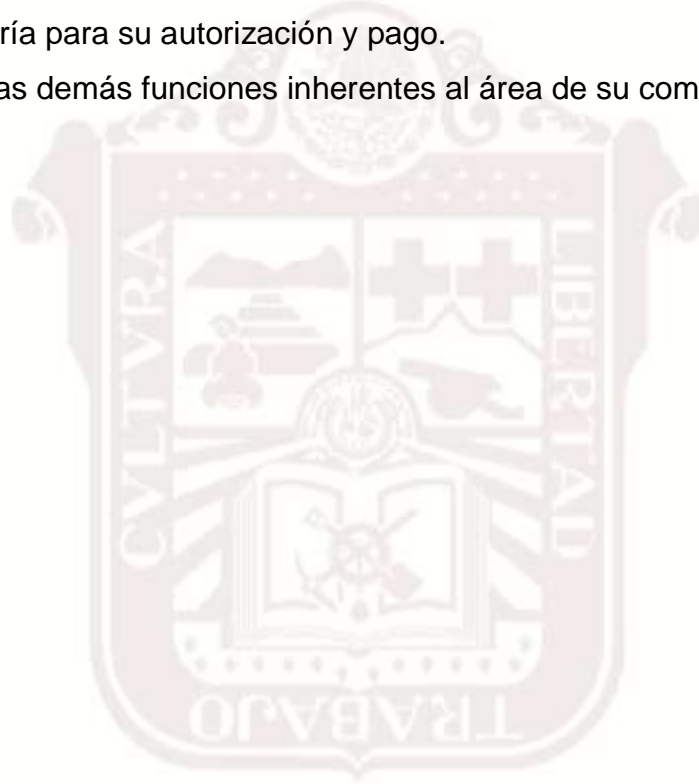 ría para su autorización y pago.
as demás funciones inherentes al área de su com
CVLTVRA
LIBERTAD
TRABAJO